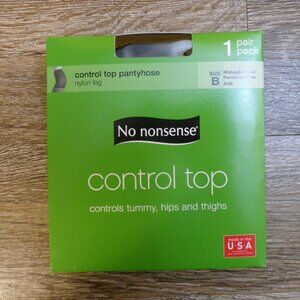 1 pair
pack
control top pantyhose
nylon leg
SIZE
B
Midnight
No nonsense®
control top
controls tummy, hips and thighs
made in the
USA